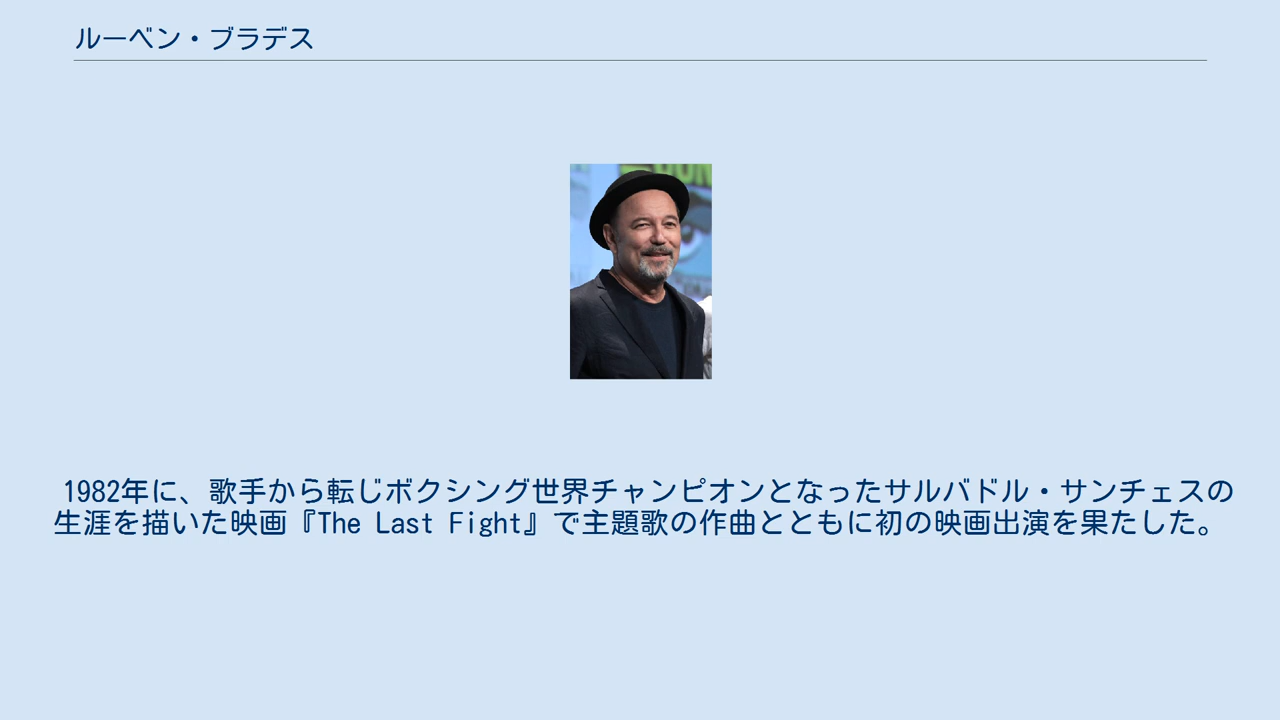 ルーベン・ブラデス
1982年に、歌手から転じボクシング世界チャンピオンとなったサルバドル・サンチェスの
生涯を描いた映画『The Last Fight』で主題歌の作曲とともに初の映画出演を果たした。